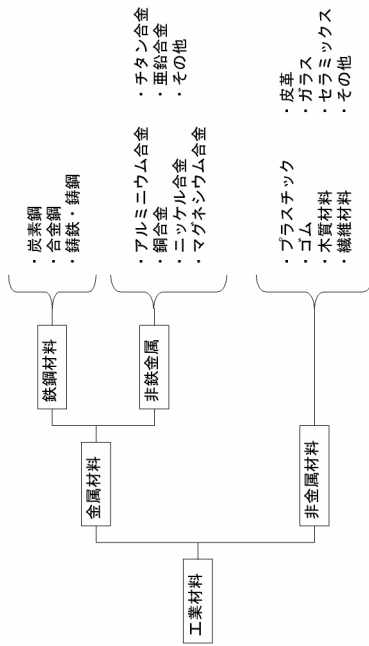 工業材料
金属材料
鉄鋼材料
・炭素鋼
・合金鋼
・鋳鉄・鋳鋼
非鉄金属
・アルミニウム合金
・銅合金
・ニッケル合金
・マグネシウム合金
・チタン合金
・亜鉛合金
・その他
非金属材料
・プラスチック
・ゴム
・木質材料
・繊維材料
・皮革
・ガラス
・セラミックス
・その他